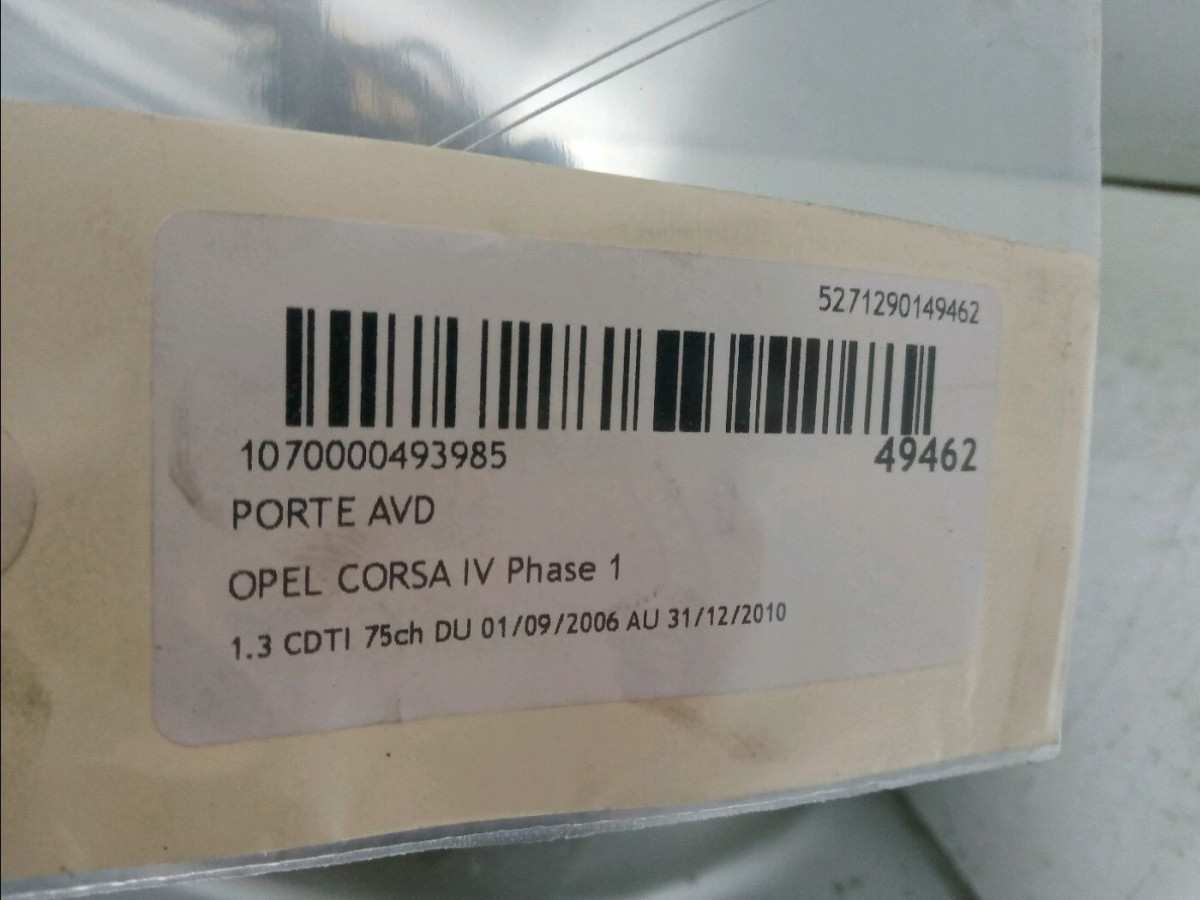 5271290149462
1070000493985 49462
PORTE AVD
OPEL CORSA IV Phase 1
1.3 CDTI 75ch DU 01/09/2006 AU 31/12/2010